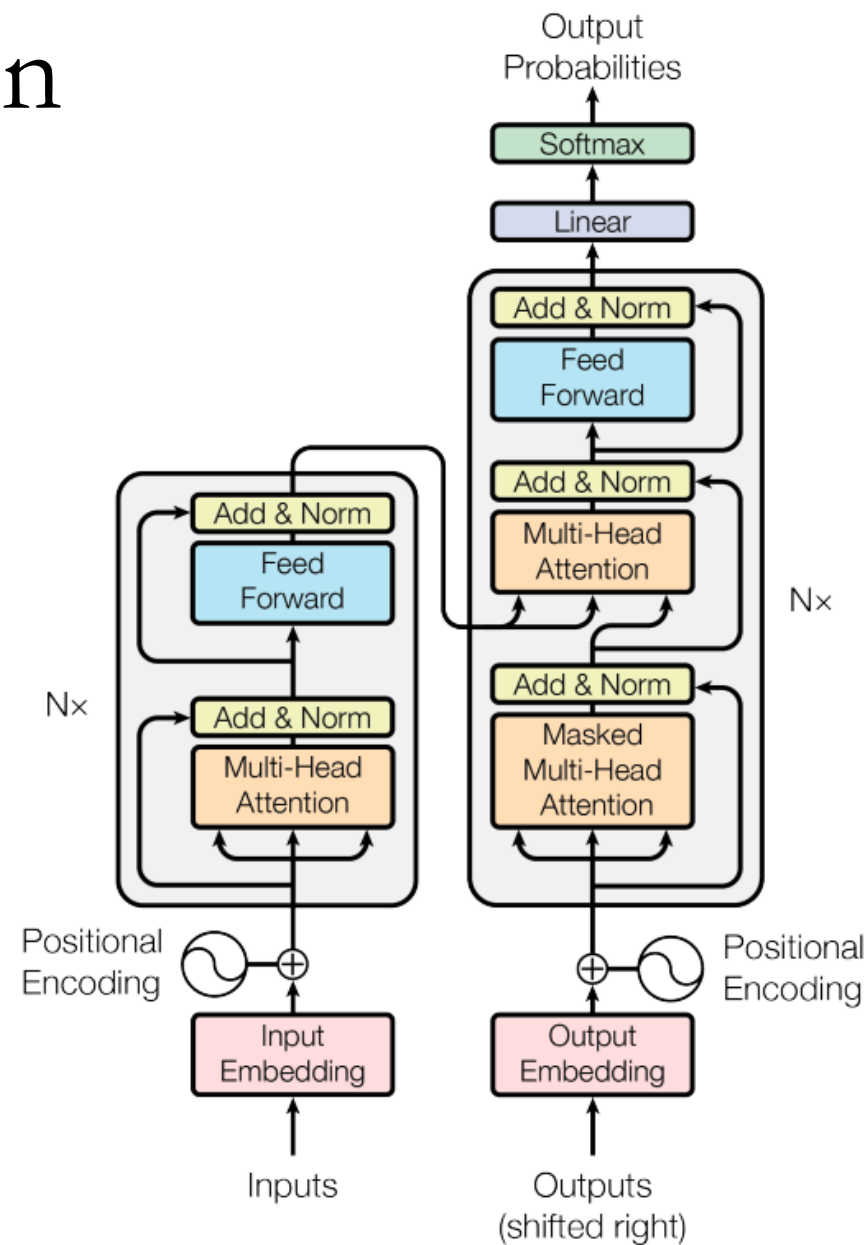 n
Output
Probabilities
Softmax
Linear
Add & Norm
Feed
Forward
Add & Norm
Multi-Head
Attention
Add & Norm
Masked
Multi-Head
Attention
N×
Add & Norm
Feed
Forward
Add & Norm
Multi-Head
Attention
N×
Positional
Encoding
Positional
Encoding
Input
Embedding
Output
Embedding
Inputs
Outputs
(shifted right)